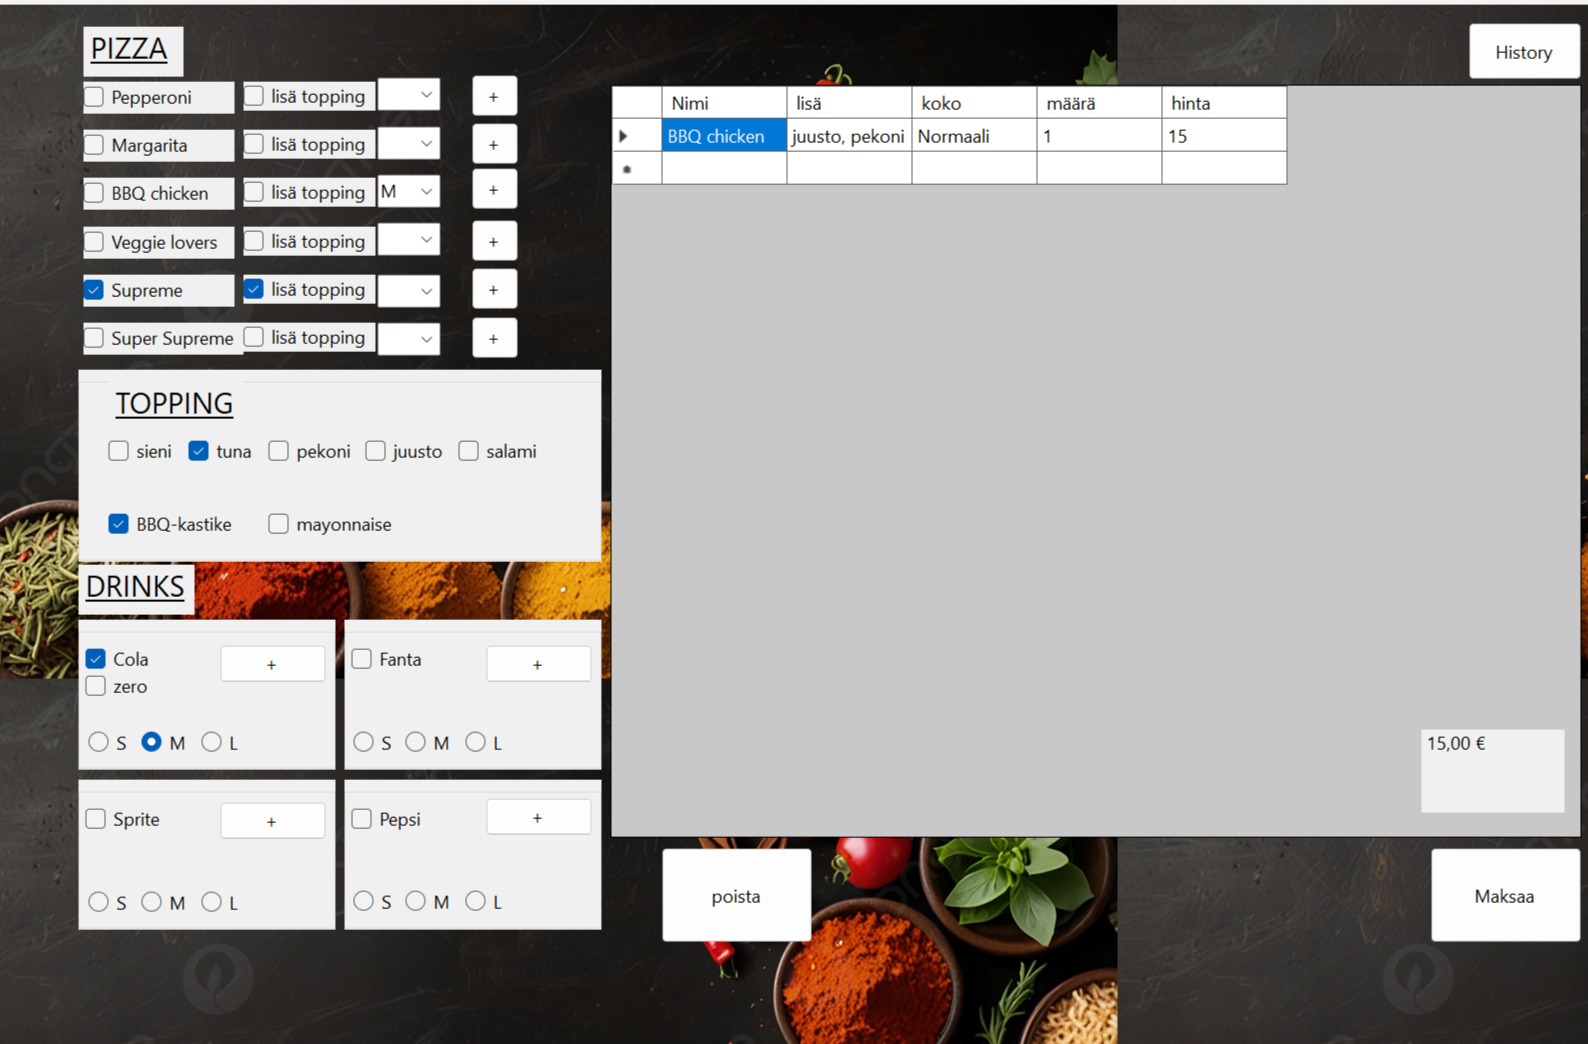 History
PIZZA
Pepperoni lisä topping +
Margarita lisä topping +
BBQ chicken lisä topping M +
Veggie lovers lisä topping +
Supreme lisä topping +
Super Supreme lisä topping +
TOPPING
sieni tuna pekoni juusto salami
BBQ-kastike mayonnaise
DRINKS
Cola +
zero
S M L
Fanta +
S M L
Sprite +
S M L
Pepsi +
S M L
Nimi lisä koko määrä hinta
BBQ chicken juusto, pekoni Normaali 1 15
15,00 €
poista
Maksaa